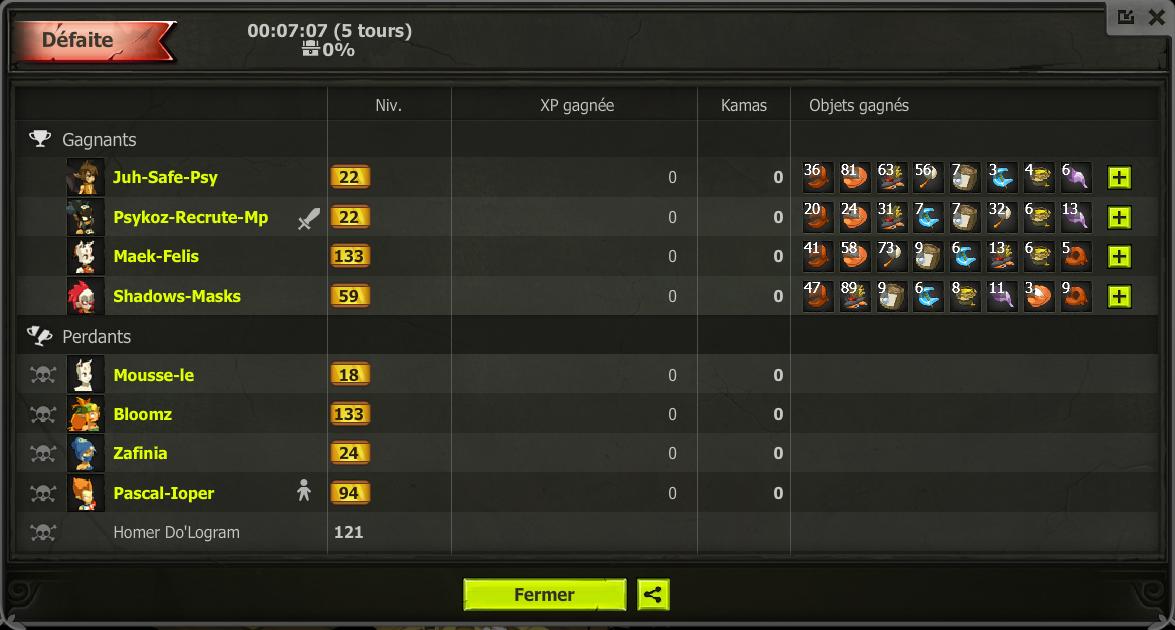 Défaite
00:07:07 (5 tours)
0%
Niv. XP gagnée Kamas Objets gagnés
Gagnants
Juh-Safe-Psy 22 0 0 36 81 63 56 7 3 4 6
Psykoz-Recrute-Mp 22 0 0 20 24 31 7 7 32 6 13
Maek-Felis 133 0 0 41 58 73 9 6 13 6 5
Shadows-Masks 59 0 0 47 89 9 6 8 11 3 9
Perdants
Mousse-le 18 0 0
Bloomz 133 0 0
Zafinia 24 0 0
Pascal-Ioper 94 0 0
Homer Do'Logram 121
Fermer